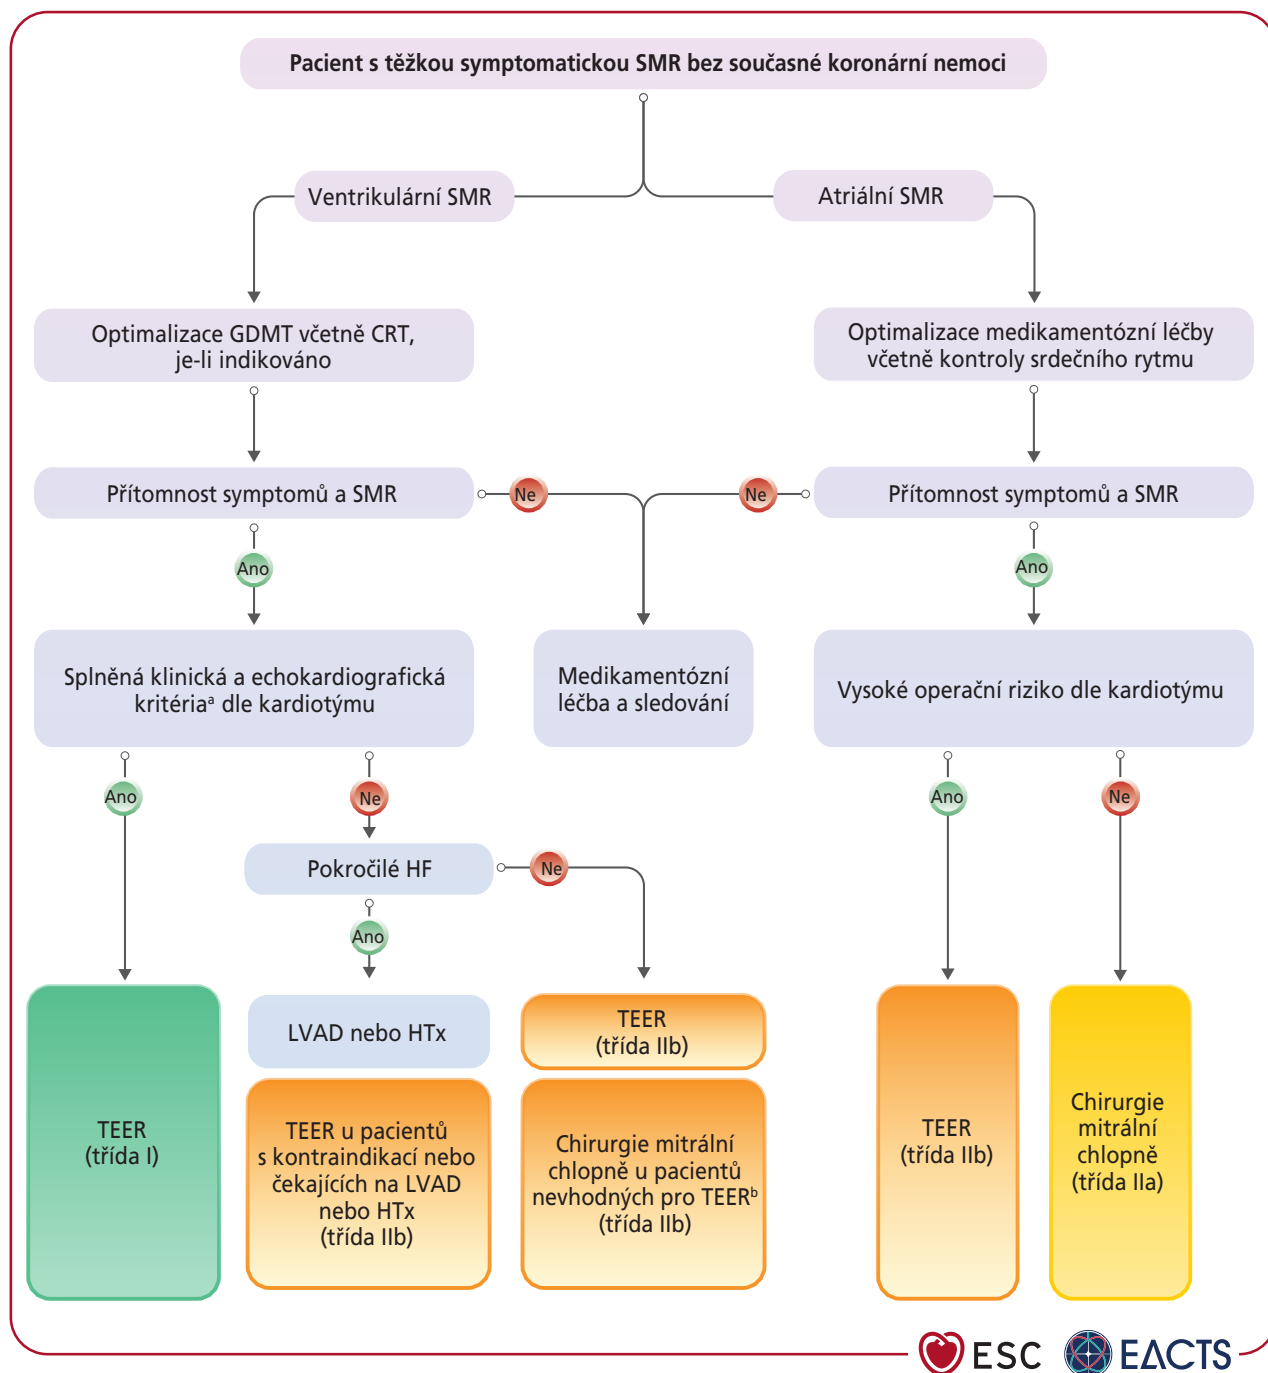 Pacient s těžkou symptomatickou SMR bez současné koronární nemoci
Ventrikulární SMR
Atriální SMR
Optimalizace GDMT včetně CRT,
je-li indikováno
Optimalizace medikamentózní léčby
včetně kontroly srdečního rytmu
Přítomnost symptomů a SMR
Ne
Ne
Přítomnost symptomů a SMR
Ano
Ano
Splněná klinická a echokardiografická
kritériaᵃ dle kardiotýmu
Medikamentózní
léčba a sledování
Vysoké operační riziko dle kardiotýmu
Ano
Ne
Ano
Ne
Pokročilé HF
Ne
Ano
TEER
(třída I)
LVAD nebo HTx
TEER u pacientů
s kontraindikací nebo
čekajících na LVAD
nebo HTx
(třída IIb)
TEER
(třída IIb)
Chirurgie mitrální
chlopně u pacientů
nevhodných pro TEERᵇ
(třída IIb)
TEER
(třída IIb)
Chirurgie
mitrální
chlopně
(třída IIa)
ESC
EACTS